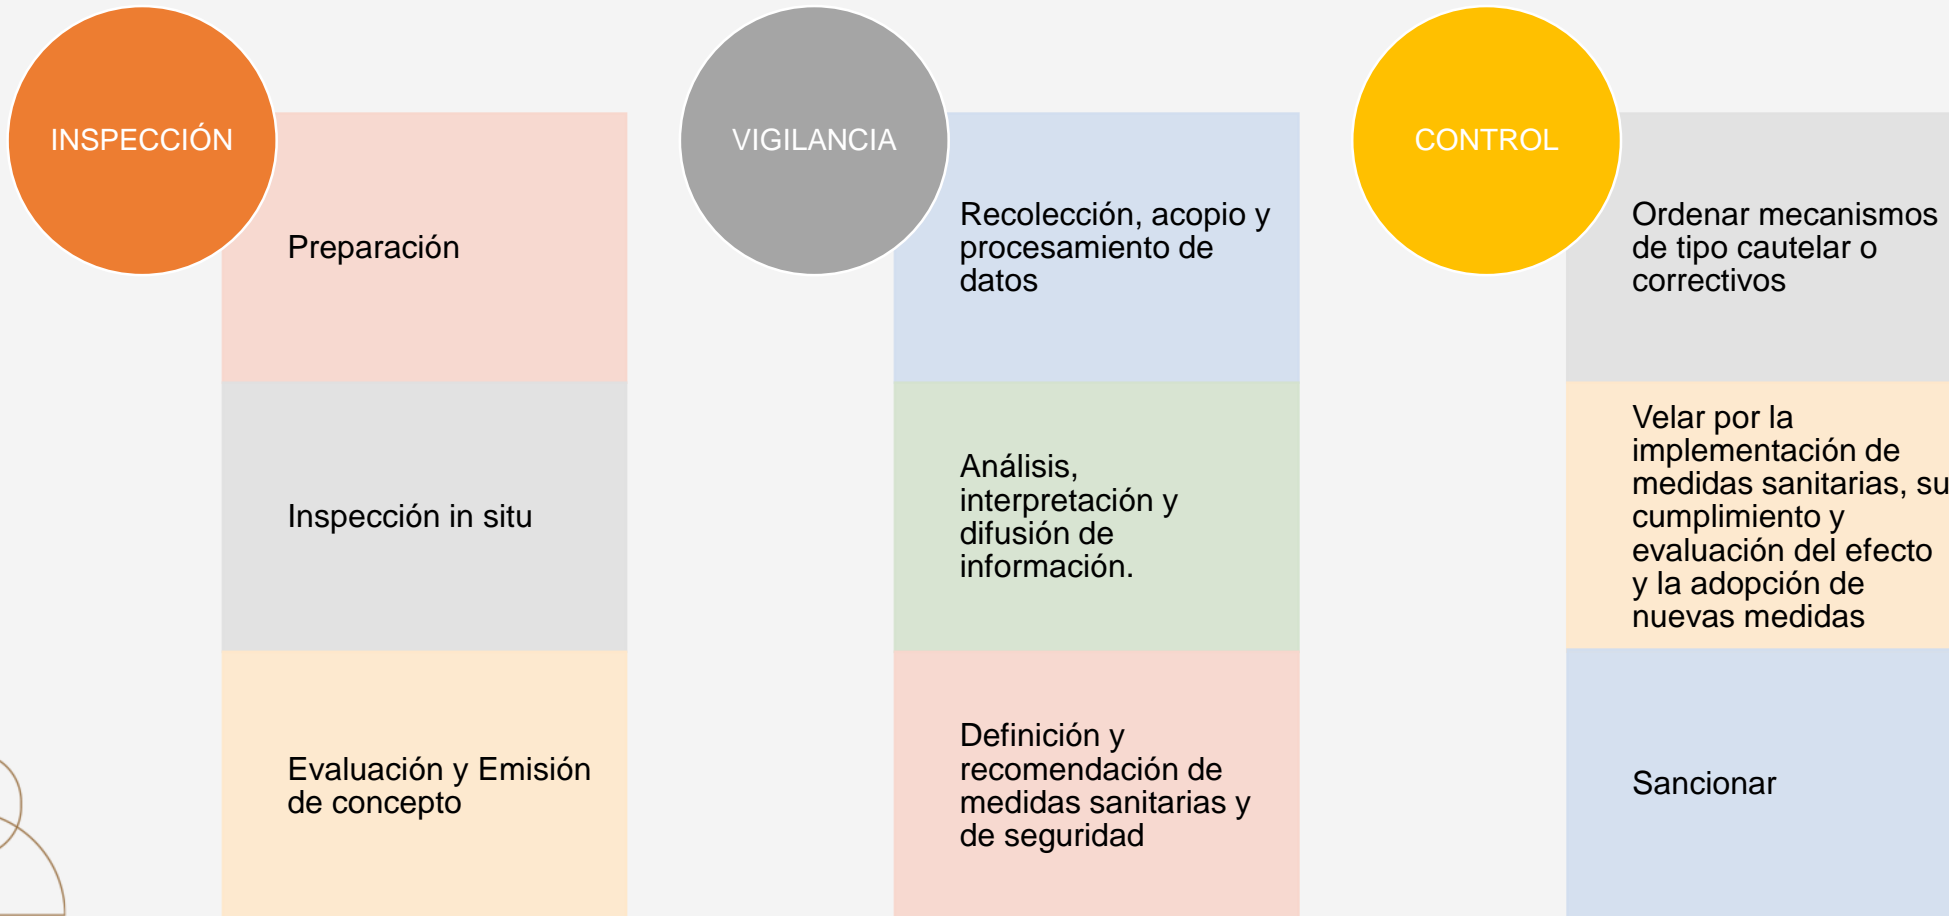 INSPECCIÓN
Preparación
Inspección in situ
Evaluación y Emisión
de concepto
VIGILANCIA
Recolección, acopio y
procesamiento de
datos
Análisis,
interpretación y
difusión de
información.
Definición y
recomendación de
medidas sanitarias y
de seguridad
CONTROL
Ordenar mecanismos
de tipo cautelar o
correctivos
Velar por la
implementación de
medidas sanitarias, su
cumplimiento y
evaluación del efecto
y la adopción de
nuevas medidas
Sancionar